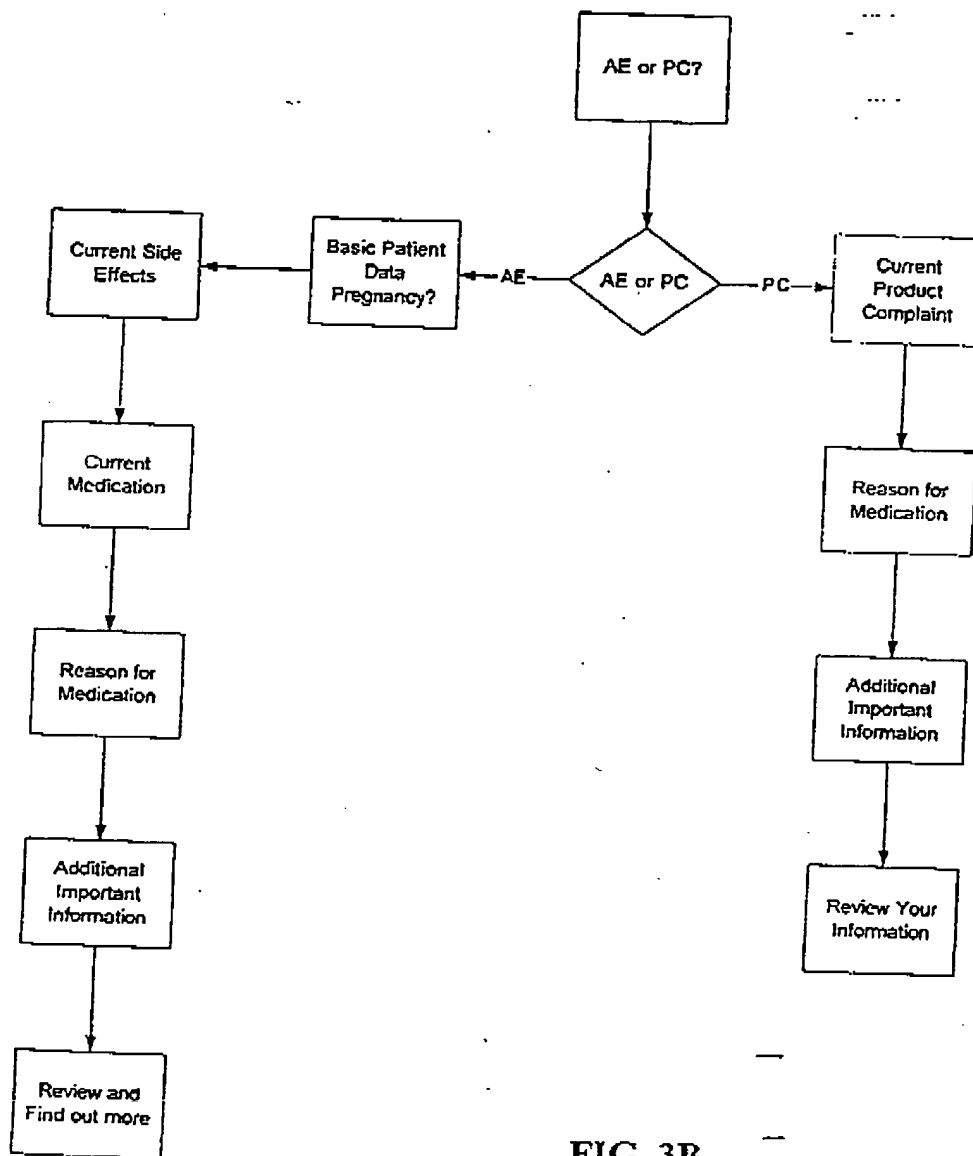 AE or PC?
AE or PC
AE
PC
Basic Patient
Data
Pregnancy?
Current Side
Effects
Current
Medication
Reason for
Medication
Additional
Important
Information
Review and
Find out more
Current
Product
Complaint
Reason for
Medication
Additional
Important
Information
Review Your
Information
FIG. 3B